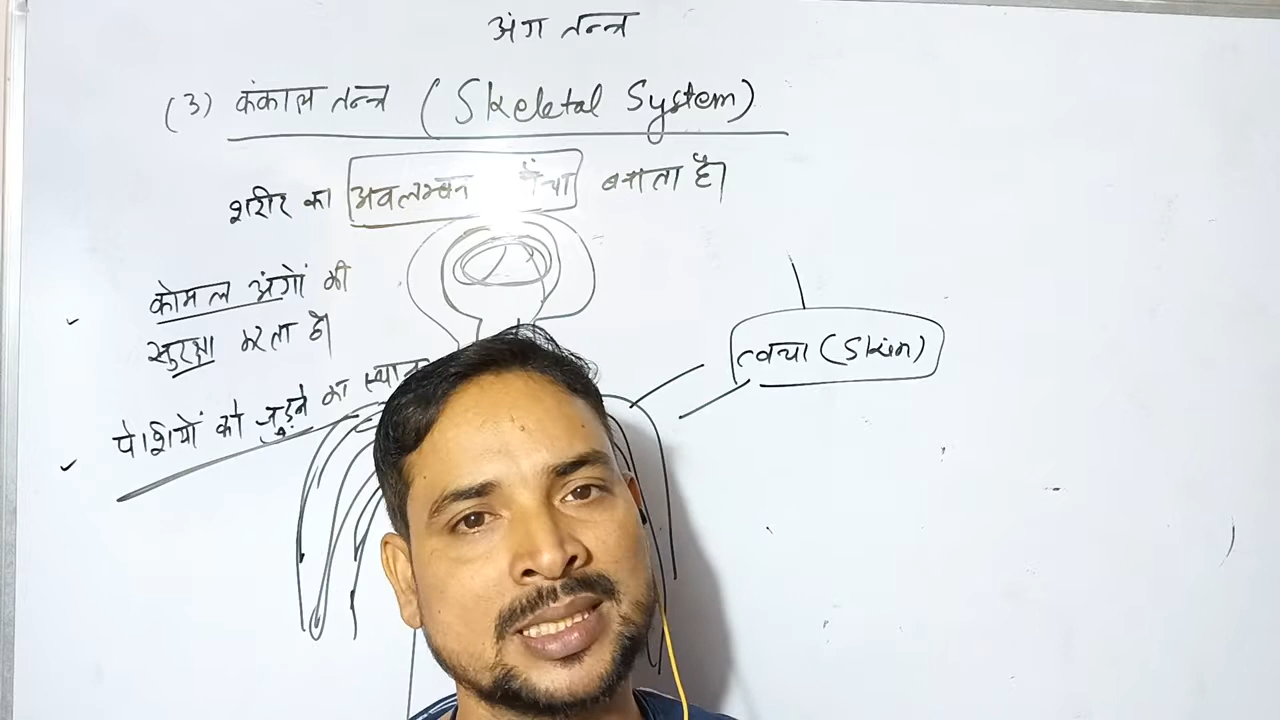 अंग तन्त्र
(3) कंकाल तन्त्र (Skeletal System)
शरीर का अवलम्बन बनाता है।
कोमल अंगों की
सुरक्षा करता है।
पेशियों को जुड़ने का स्थान
त्वचा (Skin)